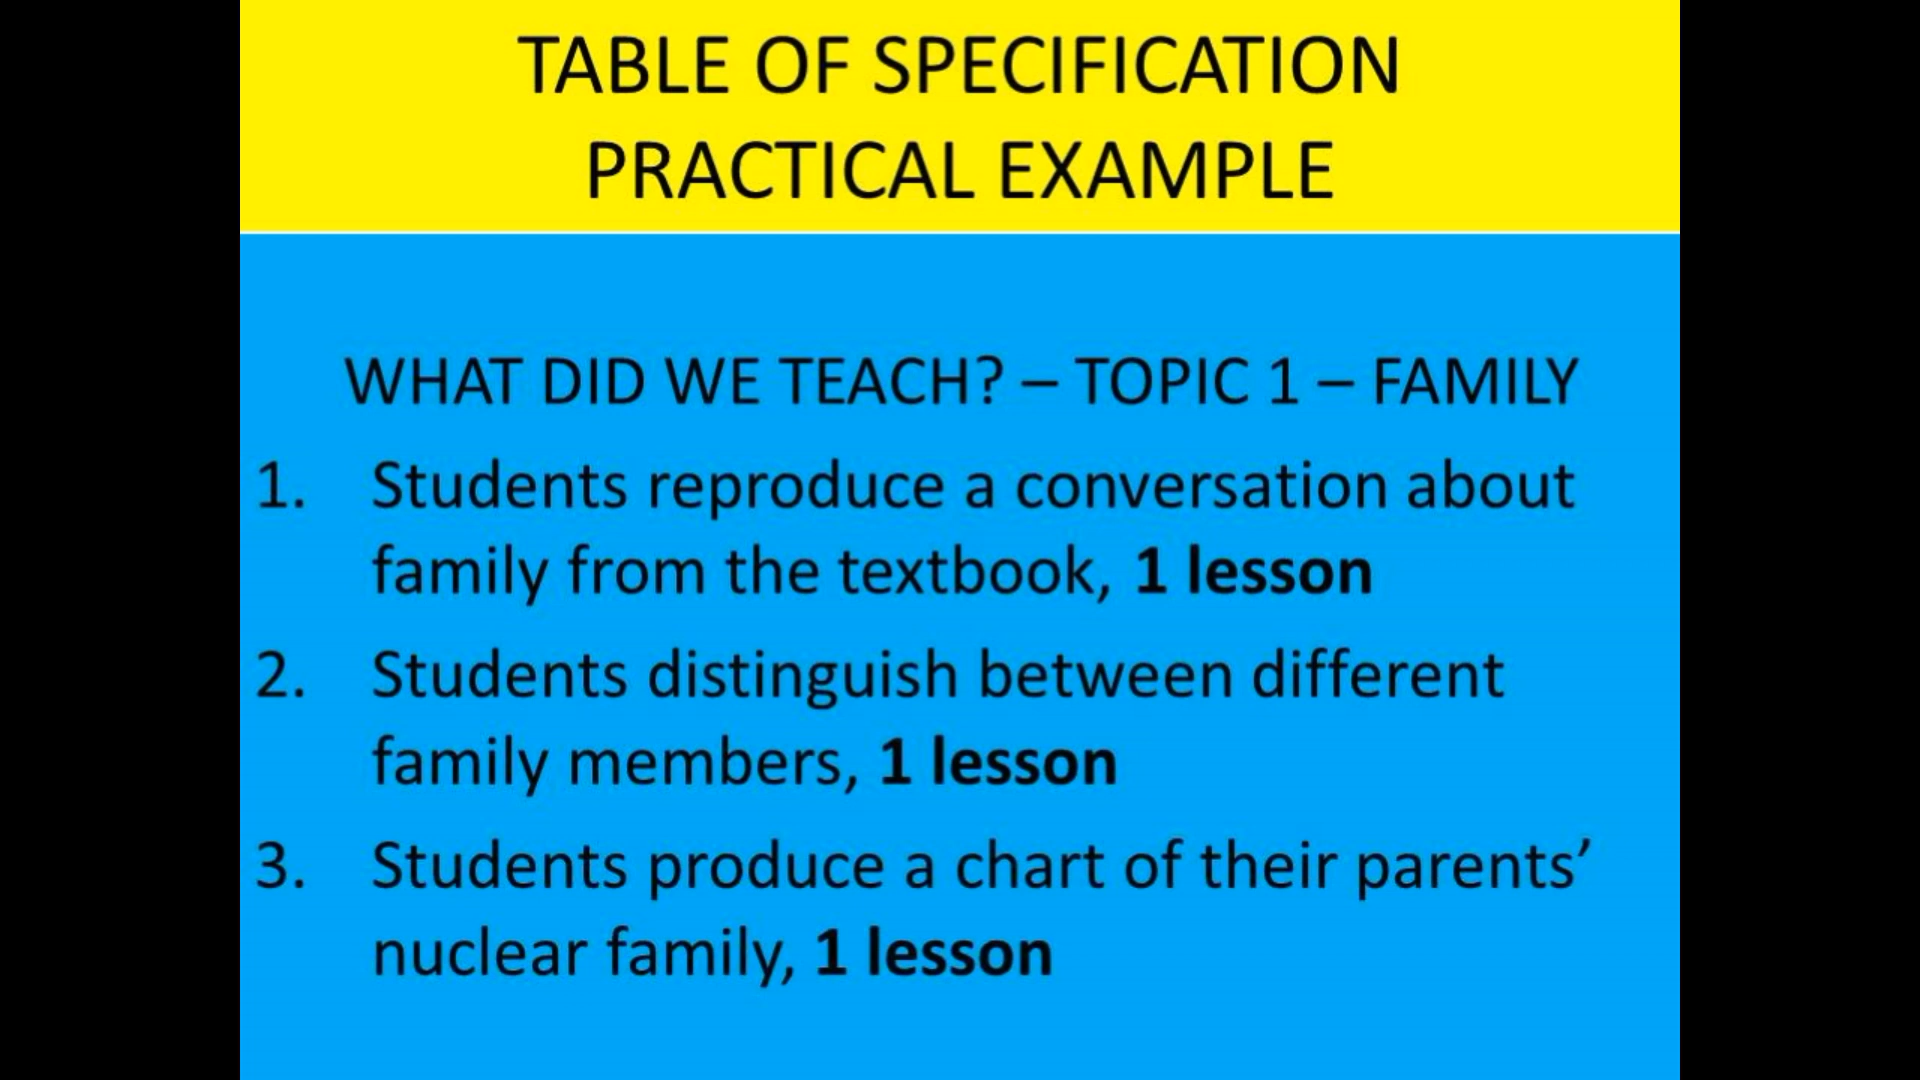 TABLE OF SPECIFICATION
PRACTICAL EXAMPLE
WHAT DID WE TEACH? – TOPIC 1 – FAMILY
1. Students reproduce a conversation about
family from the textbook, 1 lesson
2. Students distinguish between different
family members, 1 lesson
3. Students produce a chart of their parents’
nuclear family, 1 lesson